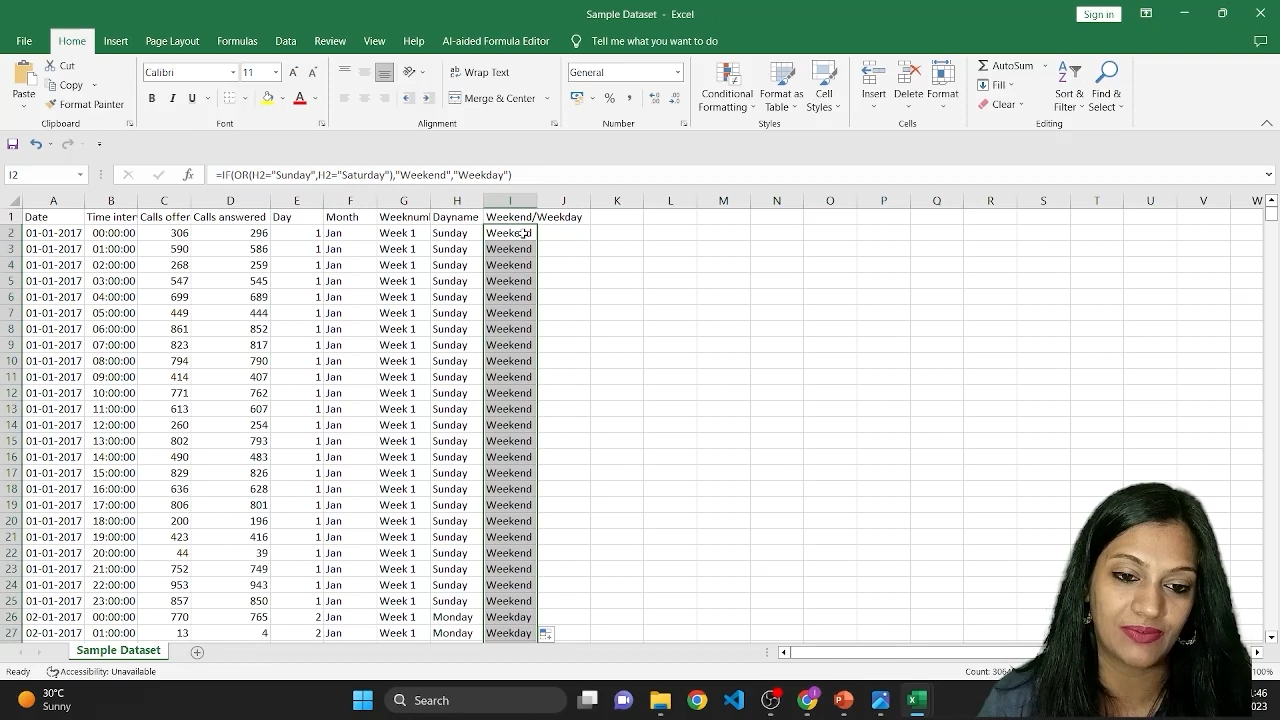 Sample Dataset - Excel
Sign in
File Home Insert Page Layout Formulas Data Review View Help AI-aided Formula Editor Tell me what you want to do
Paste
Cut
Copy
Format Painter
Clipboard
Calibri 11
B I U
Font
Wrap Text
Merge & Center
Alignment
General
Number
Conditional Formatting
Format as Table
Cell Styles
Styles
Insert Delete Format
Cells
AutoSum
Fill
Clear
Sort & Filter
Find & Select
Editing
I2 fx =IF(OR(H2="Sunday",H2="Saturday"),"Weekend","Weekday")
A B C D E F G H I J K L M N O P Q R S T U V W
1 Date Time inter Calls offer Calls answered Day Month Weeknuml Dayname Weekend/Weekday
2 01-01-2017 00:00:00 306 296 1 Jan Week 1 Sunday Weekend
3 01-01-2017 01:00:00 590 586 1 Jan Week 1 Sunday Weekend
4 01-01-2017 02:00:00 268 259 1 Jan Week 1 Sunday Weekend
5 01-01-2017 03:00:00 547 545 1 Jan Week 1 Sunday Weekend
6 01-01-2017 04:00:00 699 689 1 Jan Week 1 Sunday Weekend
7 01-01-2017 05:00:00 449 444 1 Jan Week 1 Sunday Weekend
8 01-01-2017 06:00:00 861 852 1 Jan Week 1 Sunday Weekend
9 01-01-2017 07:00:00 823 817 1 Jan Week 1 Sunday Weekend
10 01-01-2017 08:00:00 794 790 1 Jan Week 1 Sunday Weekend
11 01-01-2017 09:00:00 414 407 1 Jan Week 1 Sunday Weekend
12 01-01-2017 10:00:00 771 762 1 Jan Week 1 Sunday Weekend
13 01-01-2017 11:00:00 613 607 1 Jan Week 1 Sunday Weekend
14 01-01-2017 12:00:00 260 254 1 Jan Week 1 Sunday Weekend
15 01-01-2017 13:00:00 802 793 1 Jan Week 1 Sunday Weekend
16 01-01-2017 14:00:00 490 483 1 Jan Week 1 Sunday Weekend
17 01-01-2017 15:00:00 829 826 1 Jan Week 1 Sunday Weekend
18 01-01-2017 16:00:00 636 628 1 Jan Week 1 Sunday Weekend
19 01-01-2017 17:00:00 806 801 1 Jan Week 1 Sunday Weekend
20 01-01-2017 18:00:00 200 196 1 Jan Week 1 Sunday Weekend
21 01-01-2017 19:00:00 423 416 1 Jan Week 1 Sunday Weekend
22 01-01-2017 20:00:00 44 39 1 Jan Week 1 Sunday Weekend
23 01-01-2017 21:00:00 752 749 1 Jan Week 1 Sunday Weekend
24 01-01-2017 22:00:00 953 943 1 Jan Week 1 Sunday Weekend
25 01-01-2017 23:00:00 857 850 1 Jan Week 1 Sunday Weekend
26 02-01-2017 00:00:00 770 765 2 Jan Week 1 Monday Weekday
27 02-01-2017 01:00:00 13 4 2 Jan Week 1 Monday Weekday
Sample Dataset
Ready Accessibility: Unavailable Count: 306 100%
30°C
Sunny
Search
:46
023